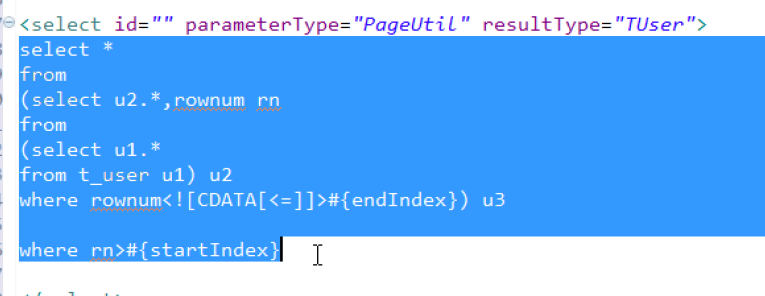 <select id="" parameterType="PageUtil" resultType="TUser">
select *
from
(select u2.*,rownum rn
from
(select u1.*
from t_user u1) u2
where rownum<![CDATA[<=]]>#{endIndex}) u3
where rn>#{startIndex}